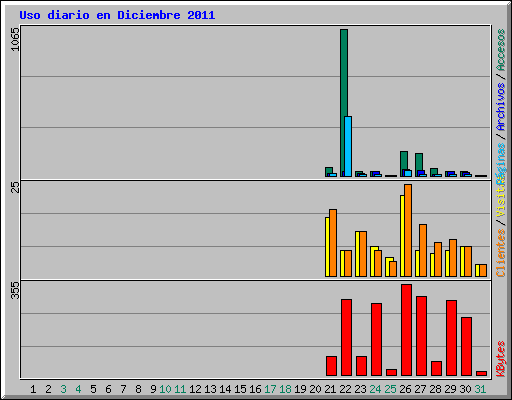 Uso diario en Diciembre 2011
1065
25
355
Accesos / Archivos / Páginas
Visitas / Clientes
KBytes
1 2 3 4 5 6 7 8 9 10 11 12 13 14 15 16 17 18 19 20 21 22 23 24 25 26 27 28 29 30 31